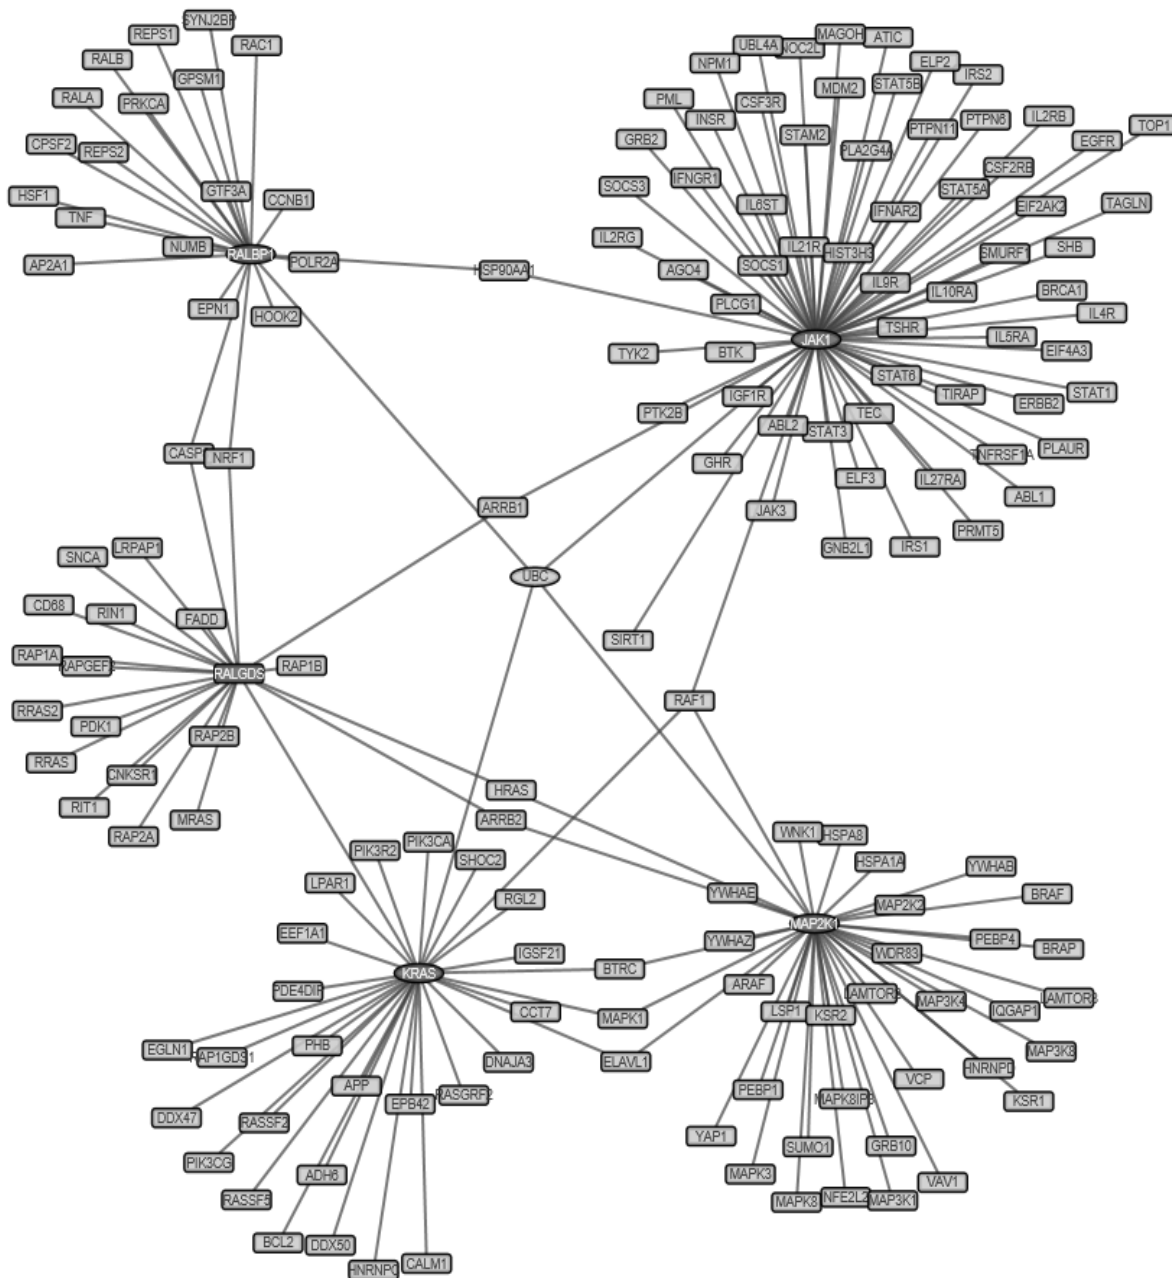 SYNJ2BP
REPS1
RAC1
RALB
GPSM1
RALA
PRKCA
CPSF2
REPS2
HSF1
GTF3A
CCNB1
TNF
NUMB
RALBP1
POLR2A
AP2A1
EPN1
HOOK2
HSP90AA1
MAGOH
ATIC
UBL4A
NOC2L
NPM1
ELP2
IRS2
MDM2
STAT5B
PML
CSF3R
INSR
STAM2
PTPN11
PTPN6
IL2RB
TOP1
GRB2
PLA2G4A
EGFR
CSF2RB
IFNGR1
SOCS3
STAT5A
IL6ST
IFNAR2
EIF2AK2
TAGLN
IL2RG
IL21R
HIST3H3
SMURF1
SHB
AGO4
SOCS1
IL9R
IL10RA
BRCA1
PLCG1
TSHR
IL4R
JAK1
IL5RA
TYK2
BTK
EIF4A3
STAT6
IGF1R
TIRAP
STAT1
ERBB2
PTK2B
TEC
ABL2
STAT3
PLAUR
TNFRSF1A
GHR
ELF3
IL27RA
ABL1
JAK3
PRMT5
GNB2L1
IRS1
NRF1
ARRB1
UBC
SIRT1
RAF1
LRPAP1
SNCA
CD68
RIN1
FADD
RAP1A
RAP1B
RALGDS
RRAS2
PDK1
RAP2B
RRAS
CNKSR1
RIT1
RAP2A
MRAS
HRAS
ARRB2
PIK3R2
PIK3CA
SHOC2
LPAR1
RGL2
EEF1A1
IGSF21
KRAS
BTRC
CCT7
MAPK1
EGLN1
RAP1GDS1
PHB
DNAJA3
ELAVL1
APP
EPB42
RASGRF2
DDX47
RASSF2
PIK3CG
ADH6
RASSF5
BCL2
DDX50
CALM1
WNK1
HSPA8
HSPA1A
YWHAB
YWHAE
MAP2K2
BRAF
MAP2K1
YWHAZ
PEBP4
BRAP
WDR83
ARAF
LSP1
KSR2
MAP3K4
IQGAP1
MAP3K8
HNRNPD
VCP
KSR1
PEBP1
YAP1
SUMO1
GRB10
MAPK3
VAV1
MAPK8
NFE2L2
MAP3K1